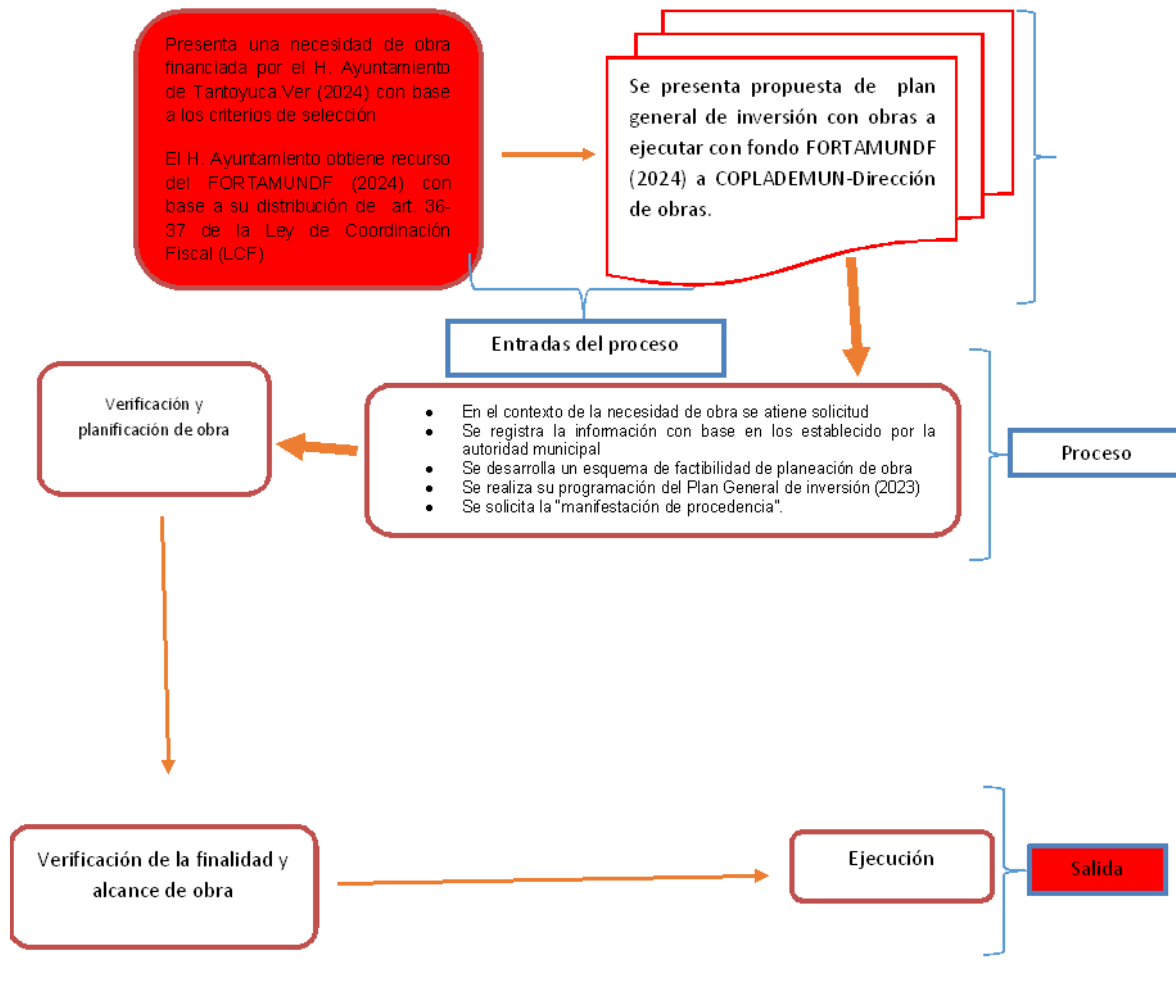 Presenta una necesidad de obra
financiada por el H. Ayuntamiento
de Tantoyuca.Ver (2024) con base
a los criterios de selección
El H. Ayuntamiento obtiene recurso
del FORTAMUNDF (2024) con
base a su distribución de art. 36-
37 de la Ley de Coordinación
Fiscal (LCF)
Se presenta propuesta de plan
general de inversión con obras a
ejecutar con fondo FORTAMUNDF
(2024) a COPLADEMUN-Dirección
de obras.
Entradas del proceso
Verificación y
planificación de obra
• En el contexto de la necesidad de obra se atiene solicitud
• Se registra la información con base en los establecido por la
autoridad municipal
• Se desarrolla un esquema de factibilidad de planeación de obra
• Se realiza su programación del Plan General de inversión (2023)
• Se solicita la "manifestación de procedencia".
Proceso
Verificación de la finalidad y
alcance de obra
Ejecución
Salida